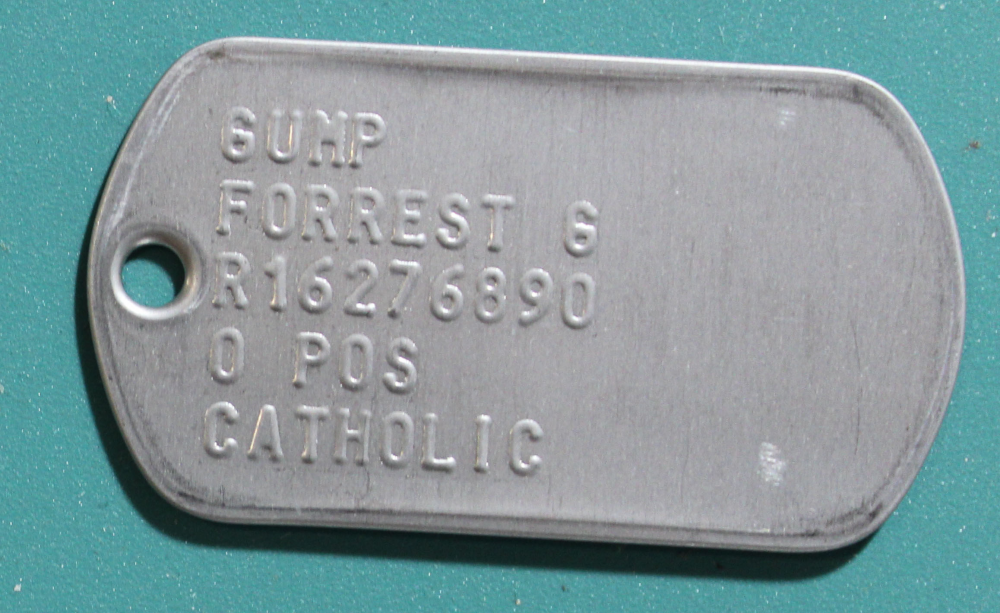 GUMP
FORREST G
R16276890
O POS
CATHOLIC